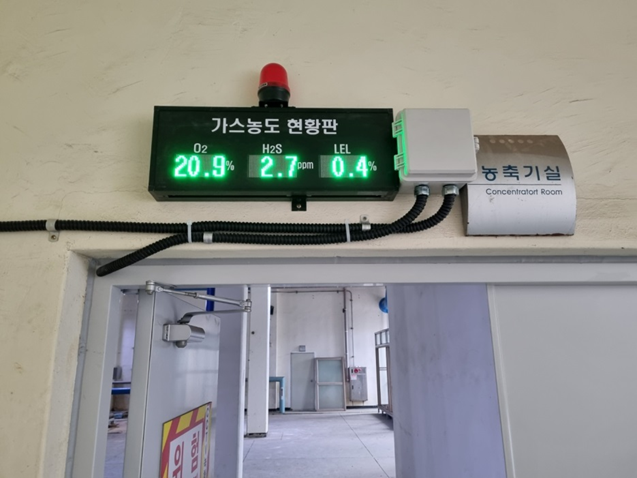 가스농도 현황판
O2 H2S LEL
20.9% 2.7ppm 0.4%
농축기실
Concentratort Room